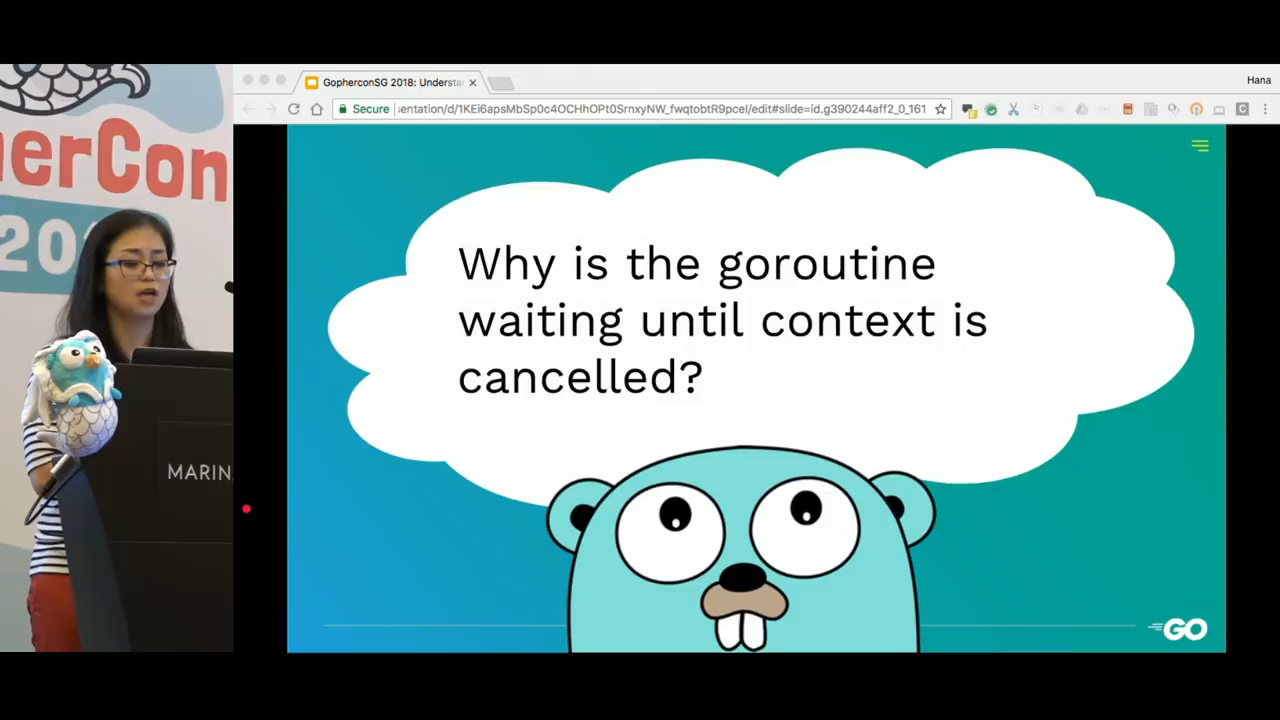 GopherconSG 2018: Understa
Hana
Secure
entation/d/1KEi6apsMbSp0c4OCHhOPt0SrnxyNW_fwqtobtR9pcel/edit#slide=id.g390244aff2_0_161
nerCon
20
Why is the goroutine
waiting until context is
cancelled?
MARIN
GO